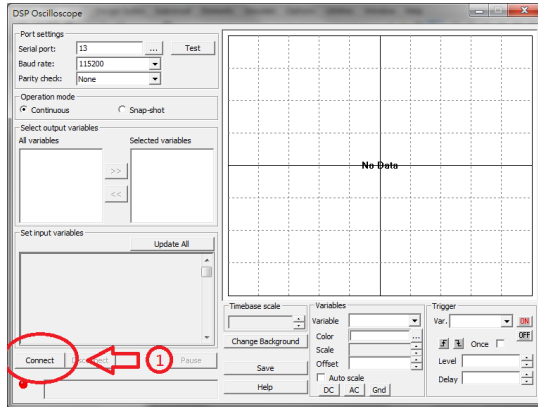 DSP Oscilloscope
Port settings
Serial port: 13 ... Test
Baud rate: 115200
Parity check: None
Operation mode
Continuous Snap-shot
Select output variables
All variables Selected variables
>>
<<
Set input variables
Update All
Connect 1 Pause
No Data
Timebase scale
Change Background
Save
Help
Variables
Variable
Color ...
Scale
Offset
Auto scale
DC AC Gnd
Trigger
Var. ON
OFF
Once
Level
Delay